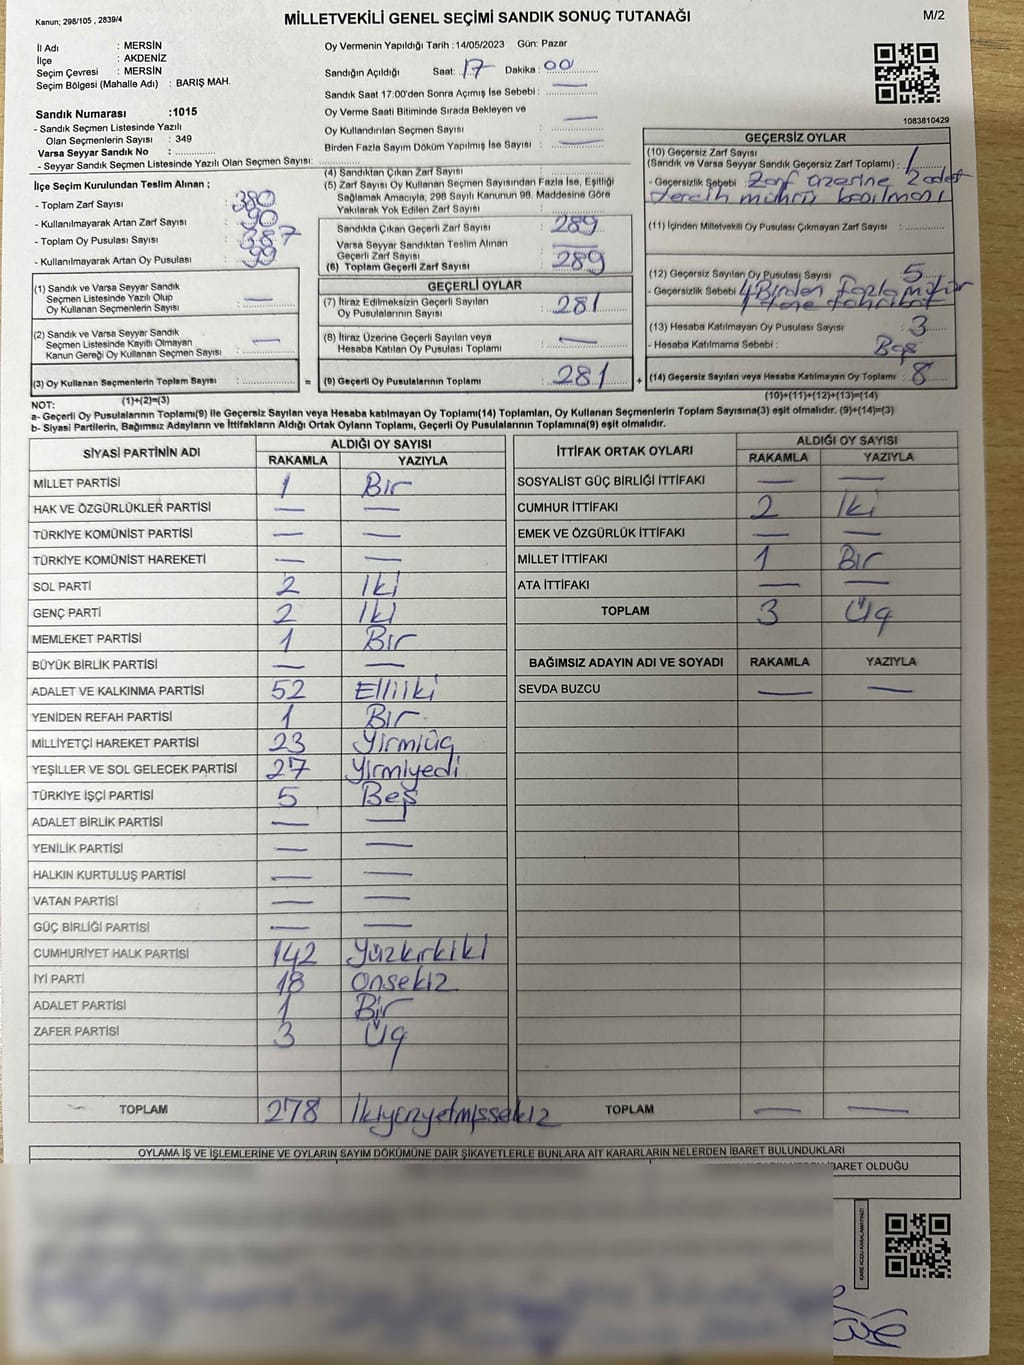 Kanun; 298/105 , 2839/4
MİLLETVEKİLİ GENEL SEÇİMİ SANDIK SONUÇ TUTANAĞI
M/2
İl Adı : MERSİN
İlçe : AKDENİZ
Seçim Çevresi : MERSİN
Seçim Bölgesi (Mahalle Adı) : BARIŞ MAH.
Sandık Numarası :1015
- Sandık Seçmen Listesinde Yazılı
Olan Seçmenlerin Sayısı : 349
Varsa Seyyar Sandık No :
- Seyyar Sandık Seçmen Listesinde Yazılı Olan Seçmen Sayısı:
Oy Vermenin Yapıldığı Tarih :14/05/2023 Gün: Pazar
Sandığın Açıldığı Saat: 17 Dakika : 00
Sandık Saat 17:00'den Sonra Açımış İse Sebebi : —
Oy Verme Saati Bitiminde Sırada Bekleyen ve
Oy Kullandırılan Seçmen Sayısı : —
Birden Fazla Sayım Döküm Yapılmış İse Sayısı : —
1083810429
İlçe Seçim Kurulundan Teslim Alınan ;
- Toplam Zarf Sayısı : 380
- Kullanılmayarak Artan Zarf Sayısı : 90
- Toplam Oy Pusulası Sayısı : 387
- Kullanılmayarak Artan Oy Pusulası : 99
(1) Sandık ve Varsa Seyyar Sandık
Seçmen Listesinde Yazılı Olup
Oy Kullanan Seçmenlerin Sayısı : —
(2) Sandık ve Varsa Seyyar Sandık
Seçmen Listesinde Kayıtlı Olmayan
Kanun Gereği Oy Kullanan Seçmen Sayısı : —
(3) Oy Kullanan Seçmenlerin Toplam Sayısı : =
(1)+(2)=(3)
(4) Sandıktan Çıkan Zarf Sayısı :
(5) Zarf Sayısı Oy Kullanan Seçmen Sayısından Fazla İse, Eşitliği
Sağlamak Amacıyla, 298 Sayılı Kanunun 98. Maddesine Göre
Yakılarak Yok Edilen Zarf Sayısı :
Sandıkta Çıkan Geçerli Zarf Sayısı : 289
Varsa Seyyar Sandıktan Teslim Alınan
Geçerli Zarf Sayısı : —
(6) Toplam Geçerli Zarf Sayısı : 289
GEÇERLİ OYLAR
(7) İtiraz Edilmeksizin Geçerli Sayılan
Oy Pusulasının Sayısı : 281
(8) İtiraz Üzerine Geçerli Sayılan veya
Hesaba Katılan Oy Pusulası Toplamı : —
(9) Geçerli Oy Pusulalarının Toplamı : 281 +
GEÇERSİZ OYLAR
(10) Geçersiz Zarf Sayısı
(Sandık ve Varsa Seyyar Sandık Geçersiz Zarf Toplamı) : 1
- Geçersizlik Sebebi : Zarf üzerine 2 adet
tercih mührü basılması
(11) İçinden Milletvekili Oy Pusulası Çıkmayan Zarf Sayısı :
(12) Geçersiz Sayılan Oy Pusulası Sayısı : 5
- Geçersizlik Sebebi : 4 Birden fazla mühür
1 tane tahribat
(13) Hesaba Katılmayan Oy Pusulası Sayısı : 3
- Hesaba Katılmama Sebebi : Boş
(14) Geçersiz Sayılan veya Hesaba Katılmayan Oy Toplamı : 8
(10)+(11)+(12)+(13)=(14)
NOT:
a- Geçerli Oy Pusulalarının Toplamı(9) ile Geçersiz Sayılan veya Hesaba katılmayan Oy Toplamı(14) Toplamları, Oy Kullanan Seçmenlerin Toplam Sayısına(3) eşit olmalıdır. (9)+(14)=(3)
b- Siyasi Partilerin, Bağımsız Adayların ve İttifakların Aldığı Ortak Oyların Toplamı, Geçerli Oy Pusulalarının Toplamına(9) eşit olmalıdır.
SİYASİ PARTİNİN ADI ALDIĞI OY SAYISI
RAKAMLA YAZIYLA
MİLLET PARTİSİ 1 Bir
HAK VE ÖZGÜRLÜKLER PARTİSİ — —
TÜRKİYE KOMÜNİST PARTİSİ — —
TÜRKİYE KOMÜNİST HAREKETİ — —
SOL PARTİ 2 İki
GENÇ PARTİ 2 İki
MEMLEKET PARTİSİ 1 Bir
BÜYÜK BİRLİK PARTİSİ — —
ADALET VE KALKINMA PARTİSİ 52 Elliiki
YENİDEN REFAH PARTİSİ 1 Bir
MİLLİYETÇİ HAREKET PARTİSİ 23 Yirmiüç
YEŞİLLER VE SOL GELECEK PARTİSİ 27 Yirmiyedi
TÜRKİYE İŞÇİ PARTİSİ 5 Beş
ADALET BİRLİK PARTİSİ — —
YENİLİK PARTİSİ — —
HALKIN KURTULUŞ PARTİSİ — —
VATAN PARTİSİ — —
GÜÇ BİRLİĞİ PARTİSİ — —
CUMHURİYET HALK PARTİSİ 142 Yüzkırkiki
İYİ PARTİ 18 Onsekiz
ADALET PARTİSİ 1 Bir
ZAFER PARTİSİ 3 Üç
TOPLAM 278 İkiyüzyetmişsekiz
İTTİFAK ORTAK OYLARI ALDIĞI OY SAYISI
RAKAMLA YAZIYLA
SOSYALİST GÜÇ BİRLİĞİ İTTİFAKI — —
CUMHUR İTTİFAKI 2 İki
EMEK VE ÖZGÜRLÜK İTTİFAKI — —
MİLLET İTTİFAKI 1 Bir
ATA İTTİFAKI — —
TOPLAM 3 Üç
BAĞIMSIZ ADAYIN ADI VE SOYADI RAKAMLA YAZIYLA
SEVDA BUZCU — —
TOPLAM — —
OYLAMA İŞ VE İŞLEMLERİNE VE OYLARIN SAYIM DÖKÜMÜNE DAİR ŞİKAYETLERLE BUNLARA AİT KARARLARIN NELERDEN İBARET BULUNDUKLARI
İBARET OLDUĞU
KARE KODU KARALAMAYINIZ!